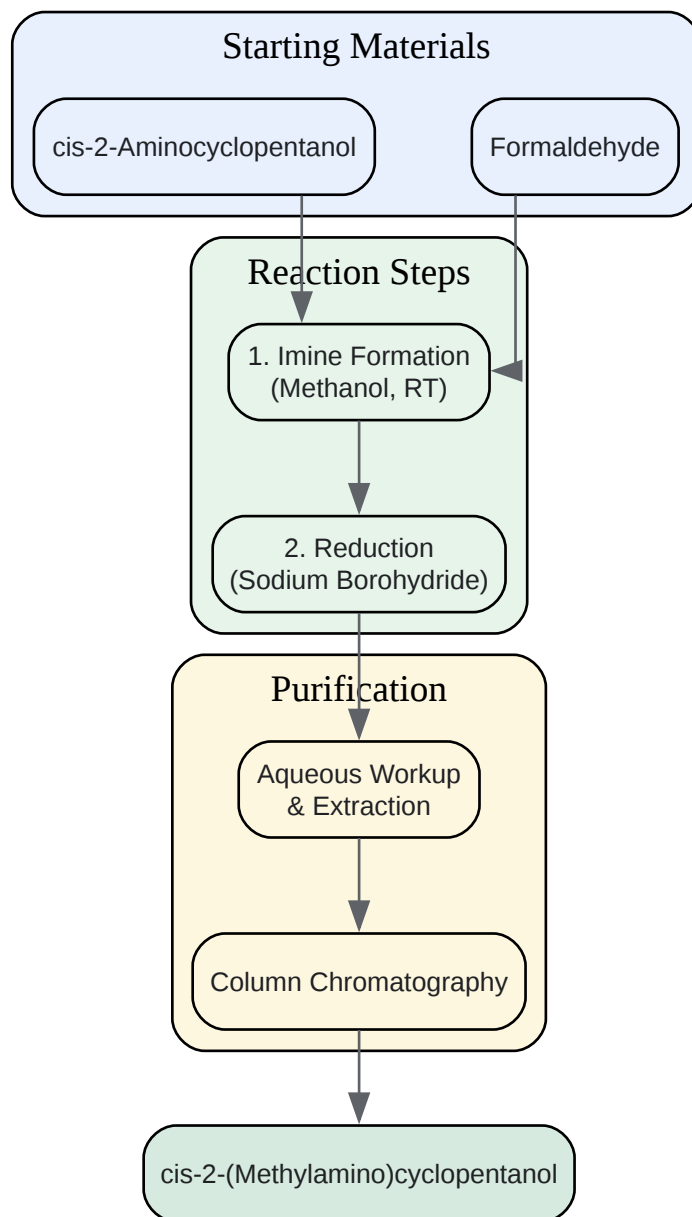 Starting Materials
cis-2-Aminocyclopentanol
Formaldehyde
Reaction Steps
1. Imine Formation
(Methanol, RT)
2. Reduction
(Sodium Borohydride)
Purification
Aqueous Workup
& Extraction
Column Chromatography
cis-2-(Methylamino)cyclopentanol